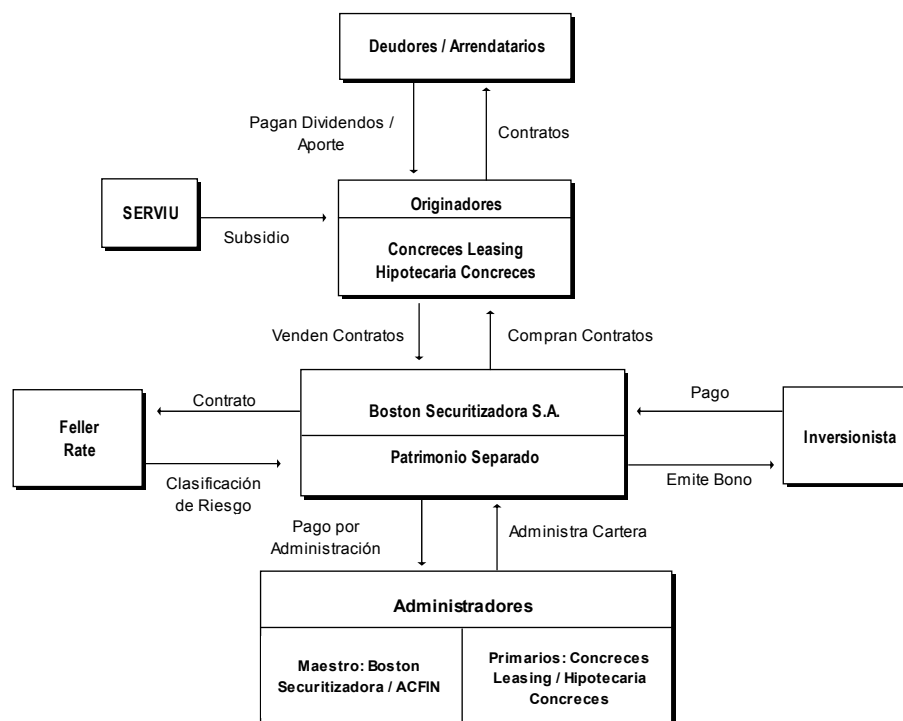 Deudores / Arrendatarios
Pagan Dividendos /
Aporte
Contratos
SERVIU
Subsidio
Originadores
Concreces Leasing
Hipotecaria Concreces
Venden Contratos
Compran Contratos
Feller
Rate
Contrato
Clasificación
de Riesgo
Boston Securitizadora S.A.
Patrimonio Separado
Pago
Emite Bono
Inversionista
Pago por
Administración
Administra Cartera
Administradores
Maestro: Boston
Securitizadora / ACFIN
Primarios: Concreces
Leasing / Hipotecaria
Concreces